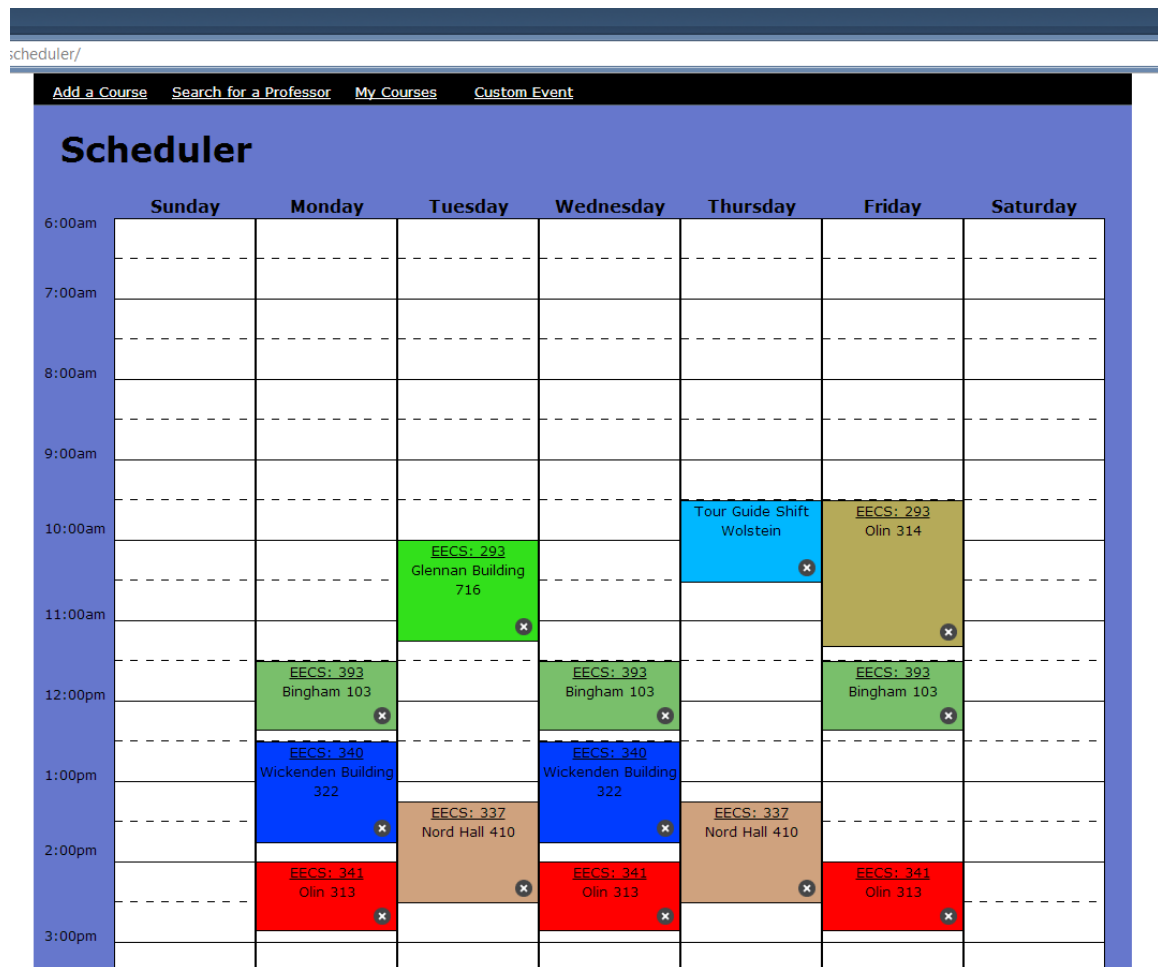 scheduler/
Add a Course Search for a Professor My Courses Custom Event
Scheduler
Sunday Monday Tuesday Wednesday Thursday Friday Saturday
6:00am
7:00am
8:00am
9:00am
Tour Guide Shift EECS: 293
10:00am Wolstein Olin 314
EECS: 293
Glennan Building
716
11:00am
EECS: 393 EECS: 393 EECS: 393
12:00pm Bingham 103 Bingham 103 Bingham 103
EECS: 340 EECS: 340
1:00pm Wickenden Building Wickenden Building
322 322
EECS: 337 EECS: 337
Nord Hall 410 Nord Hall 410
2:00pm
EECS: 341 EECS: 341 EECS: 341
Olin 313 Olin 313 Olin 313
3:00pm